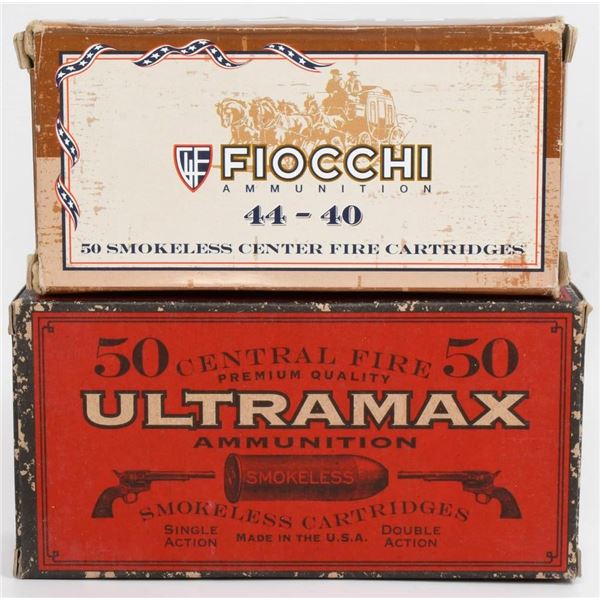 GFL FIOCCHI
AMMUNITION
44-40
50 SMOKELESS CENTER FIRE CARTRIDGES
50 CENTRAL FIRE 50
PREMIUM QUALITY
ULTRAMAX
AMMUNITION
SMOKELESS
SMOKELESS CARTRIDGES
SINGLE ACTION
MADE IN THE U.S.A.
DOUBLE ACTION